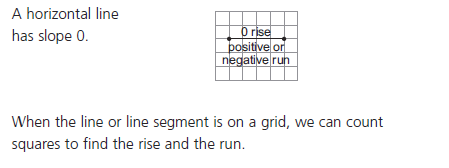 A horizontal line
has slope 0.
0 rise
positive or
negative run
When the line or line segment is on a grid, we can count
squares to find the rise and the run.